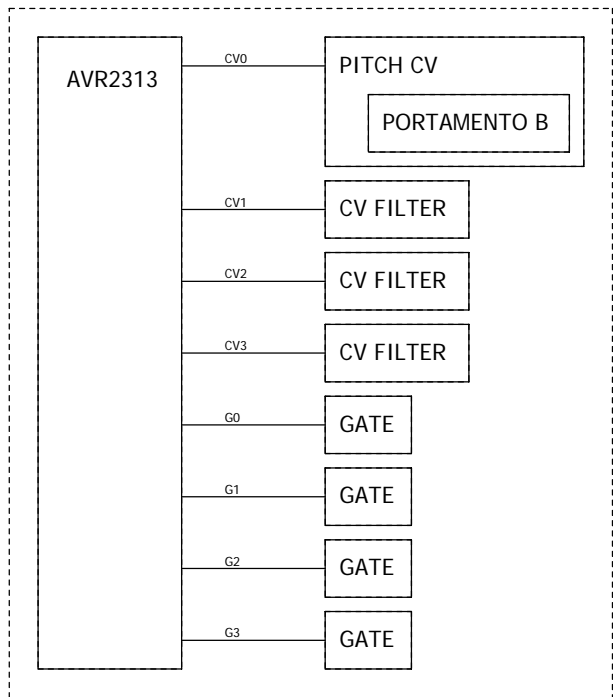 AVR2313
CV0
PITCH CV
PORTAMENTO B
CV1
CV FILTER
CV2
CV FILTER
CV3
CV FILTER
G0
GATE
G1
GATE
G2
GATE
G3
GATE